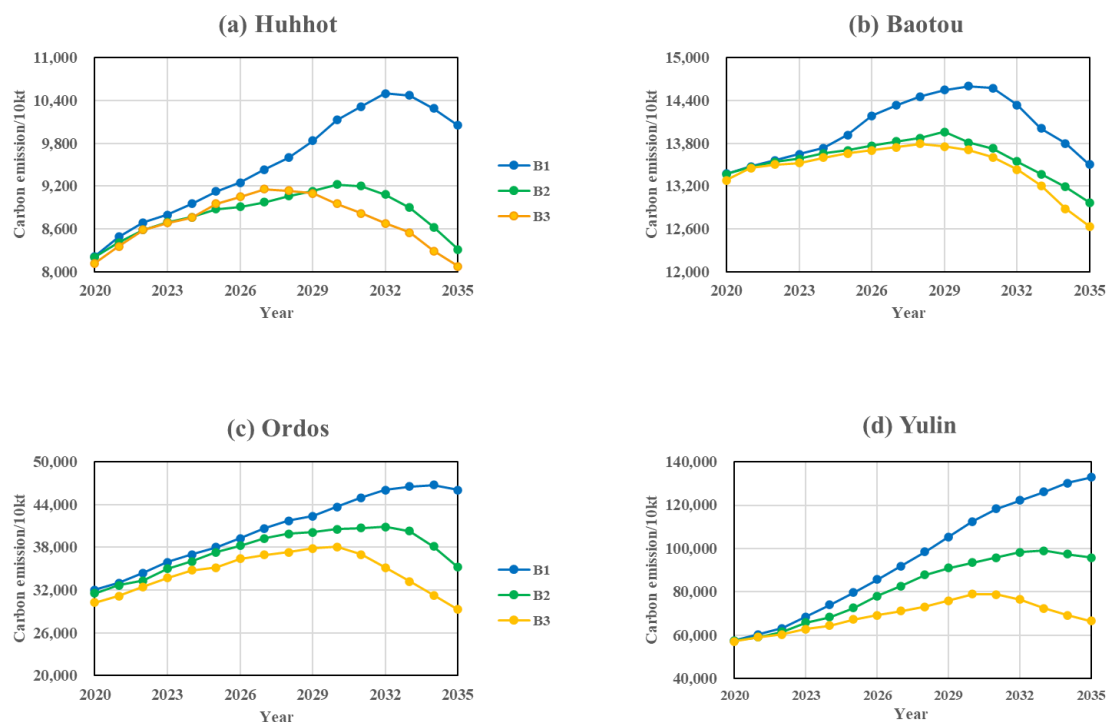 (a) Huhhot
11,000
10,400
9,800
9,200
8,600
8,000
Carbon emission/10kt
2020 2023 2026 2029 2032 2035
Year
B1
B2
B3
(b) Baotou
15,000
14,400
13,800
13,200
12,600
12,000
Carbon emission/10kt
2020 2023 2026 2029 2032 2035
Year
(c) Ordos
50,000
44,000
38,000
32,000
26,000
20,000
Carbon emission/10kt
2020 2023 2026 2029 2032 2035
Year
B1
B2
B3
(d) Yulin
140,000
120,000
100,000
80,000
60,000
40,000
Carbon emission/10kt
2020 2023 2026 2029 2032 2035
Year